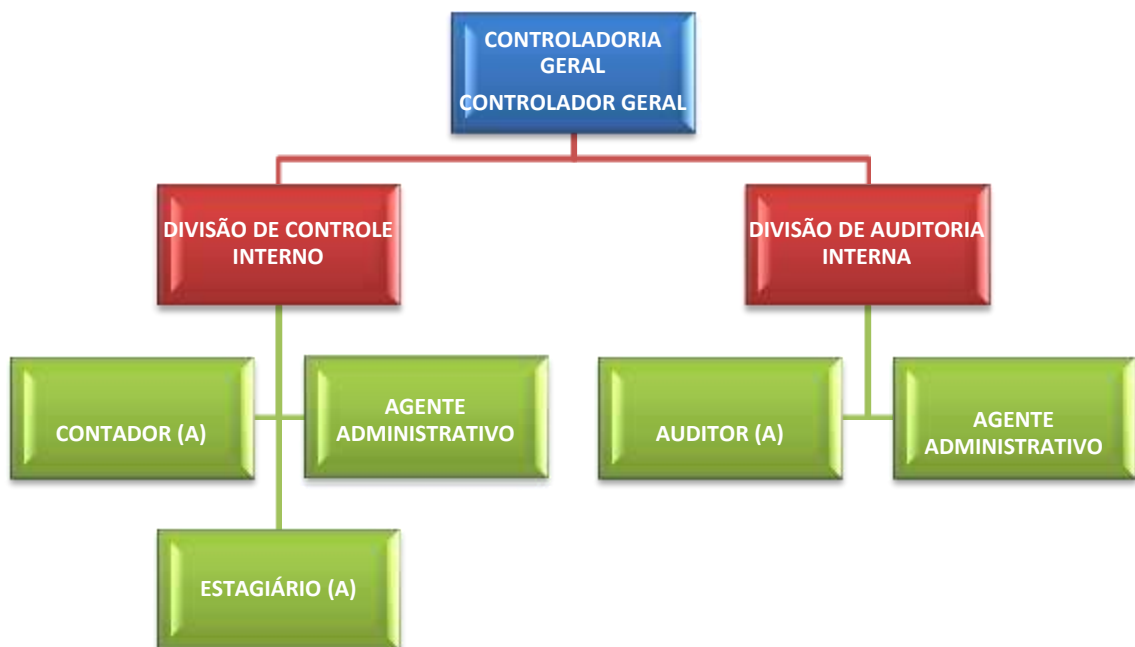 CONTROLADORIA
GERAL
CONTROLADOR GERAL
DIVISÃO DE CONTROLE
INTERNO
DIVISÃO DE AUDITORIA
INTERNA
CONTADOR (A)
AGENTE
ADMINISTRATIVO
AUDITOR (A)
AGENTE
ADMINISTRATIVO
ESTAGIÁRIO (A)